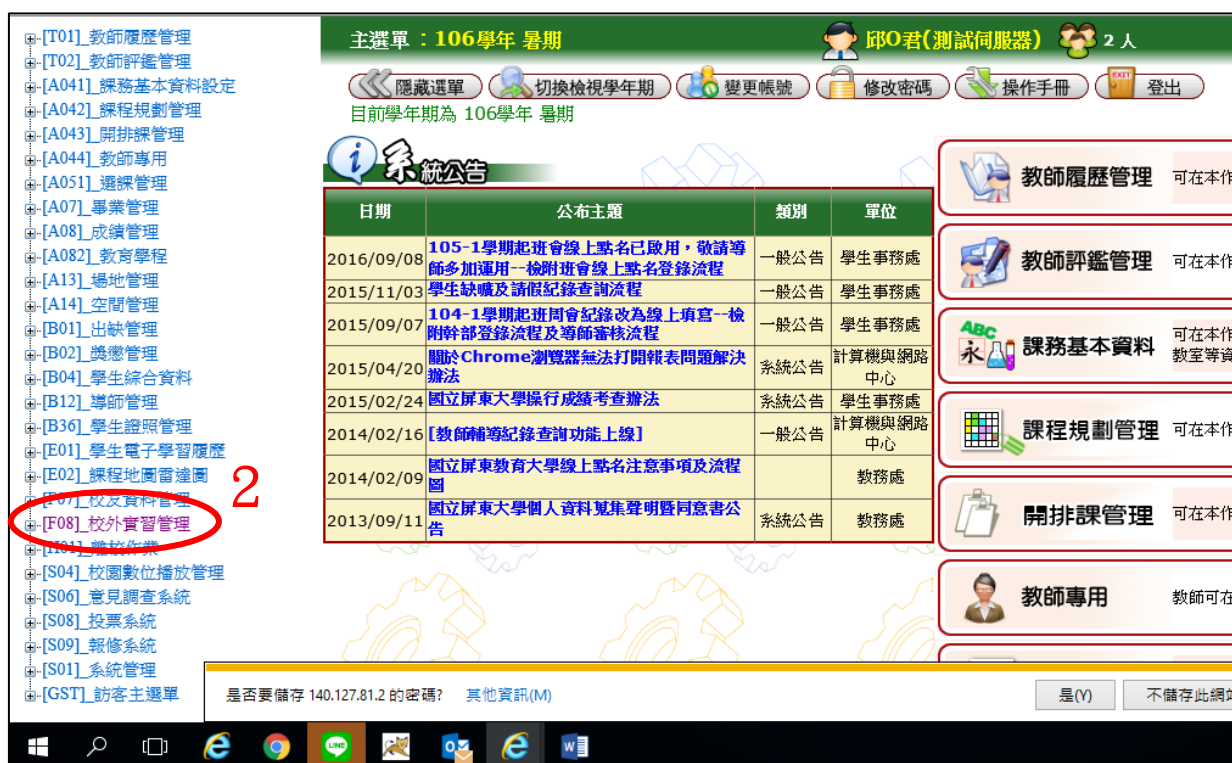 [T01]_教師履歷管理
[T02]_教師評鑑管理
[A041]_課務基本資料設定
[A042]_課程規劃管理
[A043]_開排課管理
[A044]_教師專用
[A051]_選課管理
[A07]_畢業管理
[A08]_成績管理
[A082]_教育學程
[A13]_場地管理
[A14]_空間管理
[B01]_出缺管理
[B02]_獎懲管理
[B04]_學生綜合資料
[B12]_導師管理
[B36]_學生證照管理
[E01]_學生電子學習履歷
[E02]_課程地圖雷達圖
[F07]_校友資料管理
2
[F08]_校外實習管理
[H01]_離校作業
[S04]_校園數位播放管理
[S06]_意見調查系統
[S08]_投票系統
[S09]_報修系統
[S01]_系統管理
[GST]_訪客主選單
主選單：106學年 暑期 邱O君(測試伺服器) 2 人
隱藏選單 切換檢視學年期 變更帳號 修改密碼 操作手冊 EXIT 登出
目前學年期為 106學年 暑期
i 系統公告
日期 公布主題 類別 單位
2016/09/08 105-1學期起班會線上點名已啟用，敬請導師多加運用--檢附班會線上點名登錄流程 一般公告 學生事務處
2015/11/03 學生缺曠及請假紀錄查詢流程 一般公告 學生事務處
2015/09/07 104-1學期起班周會紀錄改為線上填寫--檢附幹部登錄流程及導師審核流程 一般公告 學生事務處
2015/04/20 關於Chrome瀏覽器無法打開報表問題解決辦法 系統公告 計算機與網路中心
2015/02/24 國立屏東大學操行成績考查辦法 系統公告 學生事務處
2014/02/16 [教師輔導紀錄查詢功能上線] 一般公告 計算機與網路中心
2014/02/09 國立屏東教育大學線上點名注意事項及流程圖 教務處
2013/09/11 國立屏東大學個人資料蒐集聲明暨同意書公告 系統公告 教務處
教師履歷管理 可在本作
教師評鑑管理 可在本作
ABC 永 課務基本資料 可在本作
教室等資
課程規劃管理 可在本作
開排課管理 可在本作
教師專用 教師可在
是否要儲存 140.127.81.2 的密碼? 其他資訊(M) 是(Y) 不儲存此網站
LINE